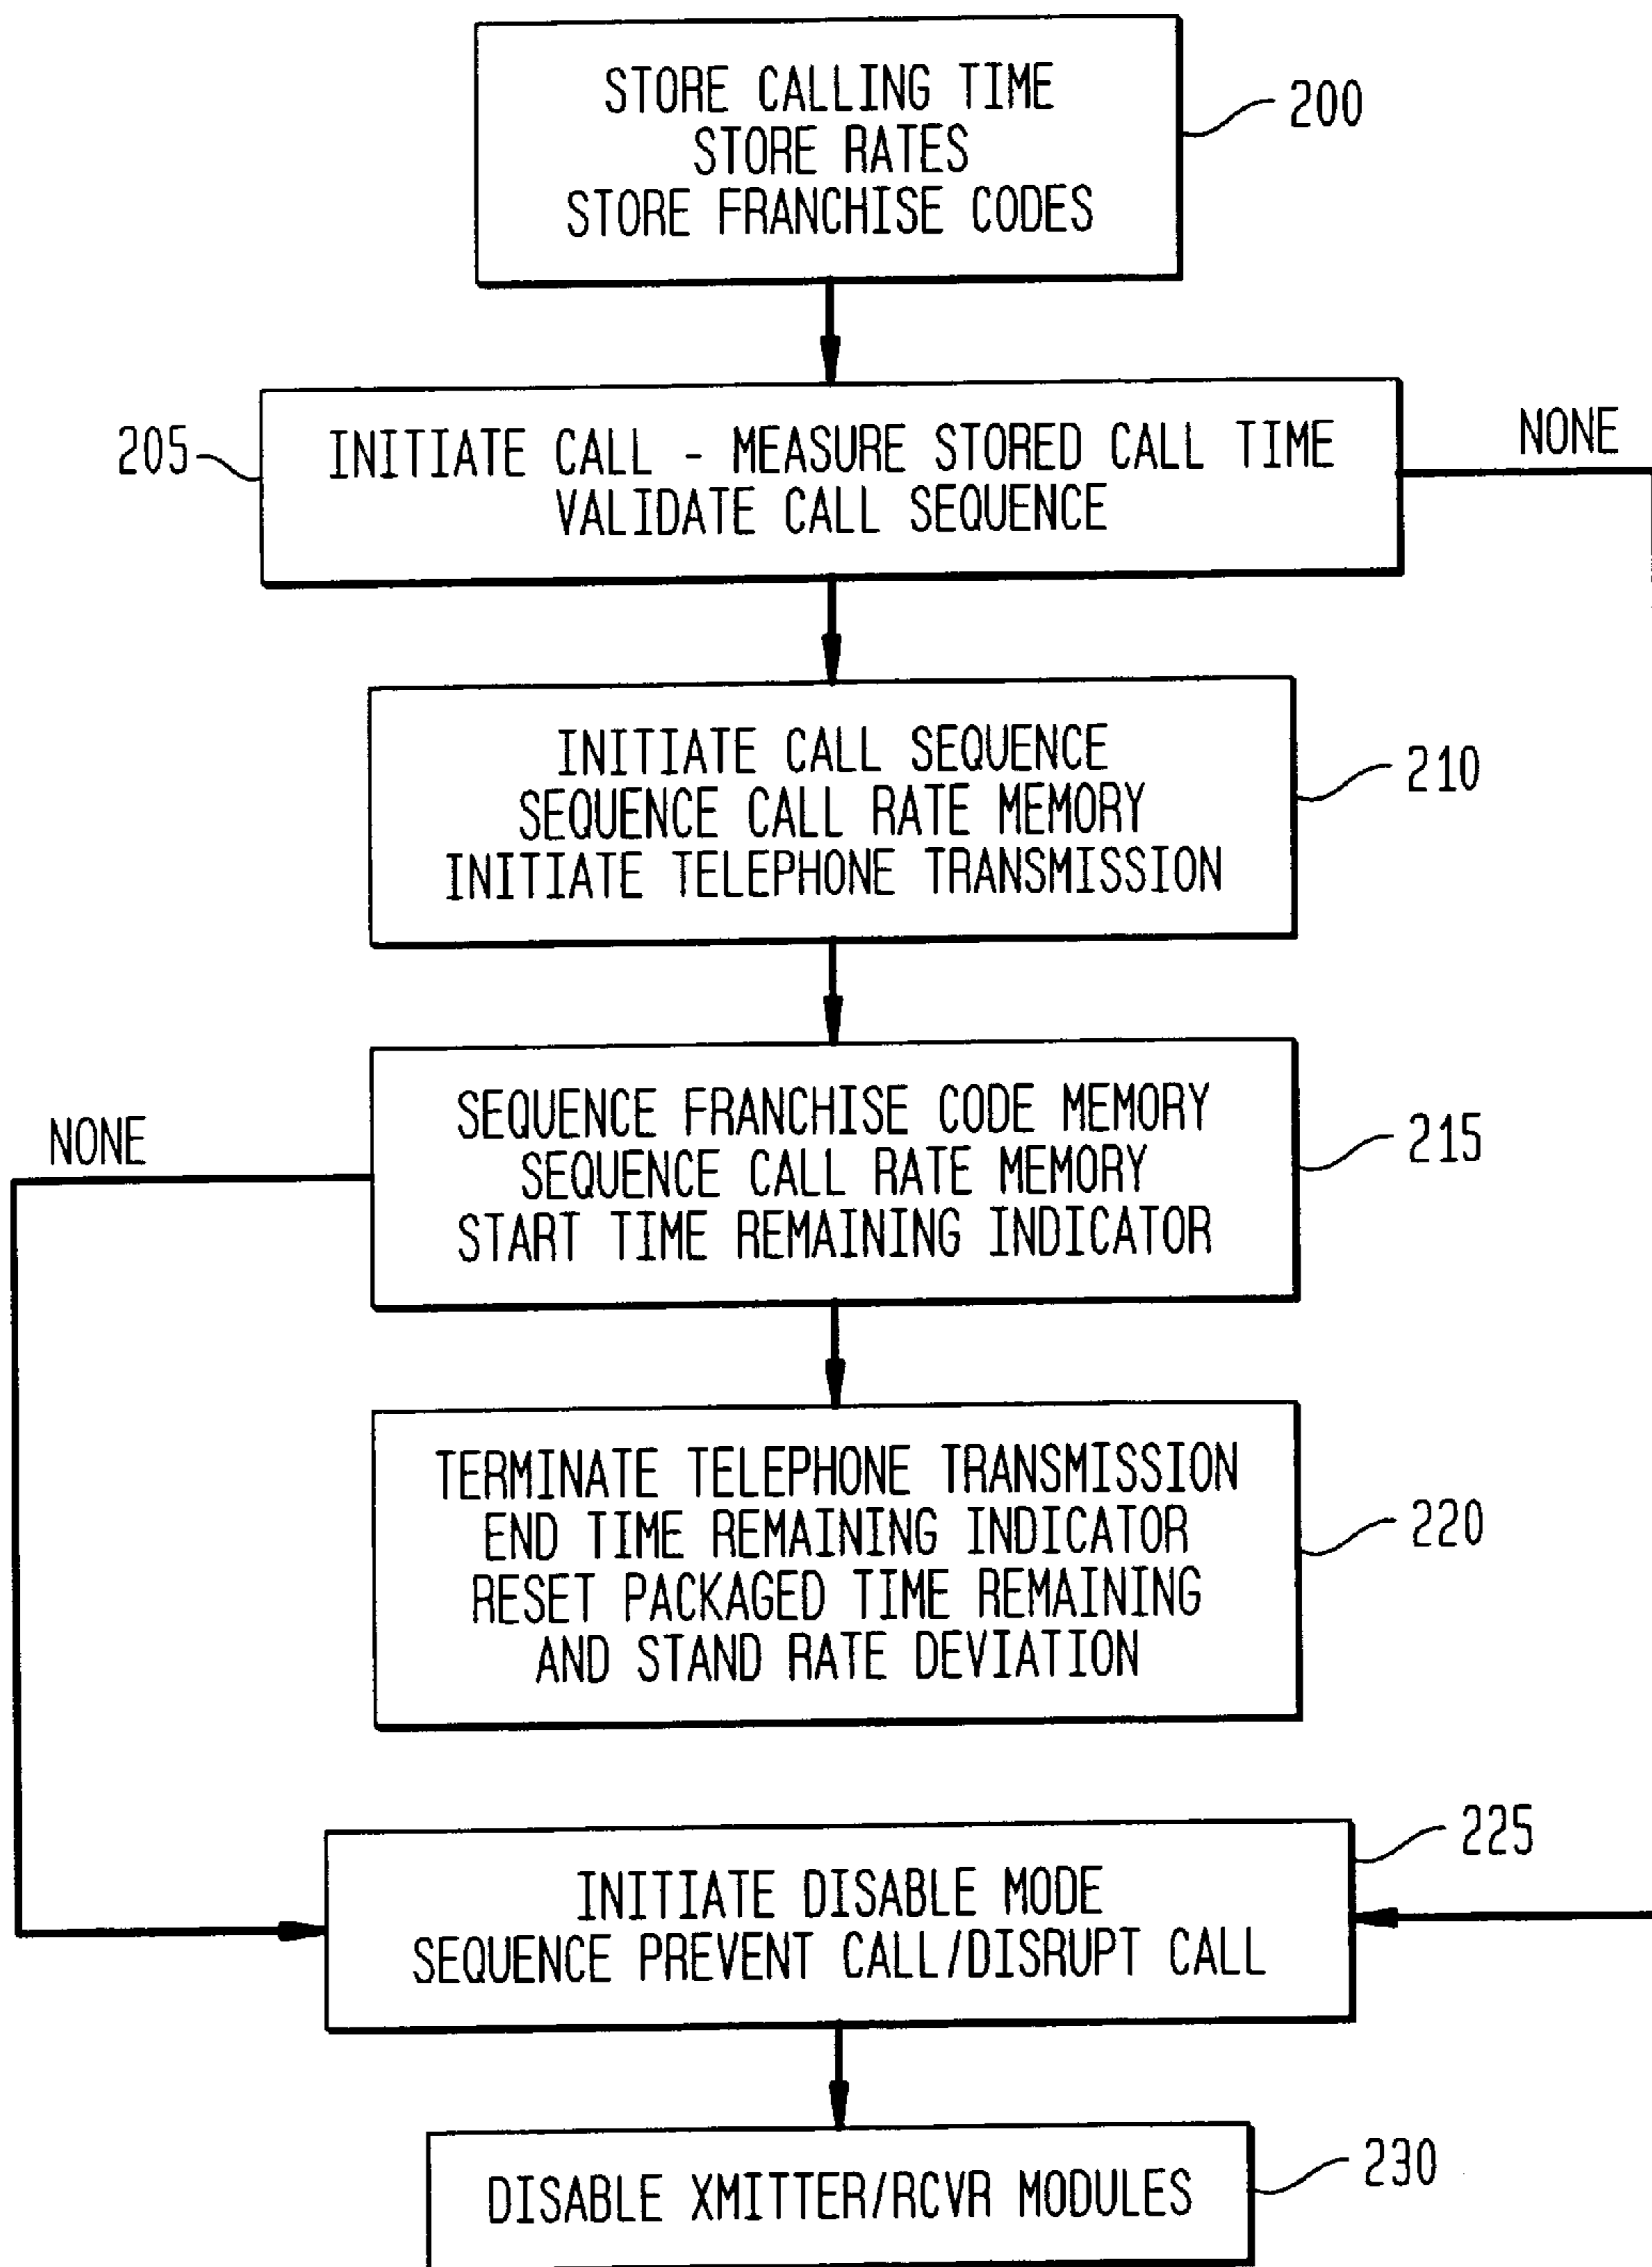 STORE CALLING TIME
STORE RATES
STORE FRANCHISE CODES
200
205
INITIATE CALL - MEASURE STORED CALL TIME
VALIDATE CALL SEQUENCE
NONE
INITIATE CALL SEQUENCE
SEQUENCE CALL RATE MEMORY
INITIATE TELEPHONE TRANSMISSION
210
NONE
SEQUENCE FRANCHISE CODE MEMORY
SEQUENCE CALL RATE MEMORY
START TIME REMAINING INDICATOR
215
TERMINATE TELEPHONE TRANSMISSION
END TIME REMAINING INDICATOR
RESET PACKAGED TIME REMAINING
AND STAND RATE DEVIATION
220
225
INITIATE DISABLE MODE
SEQUENCE PREVENT CALL/DISRUPT CALL
DISABLE XMITTER/RCVR MODULES
230